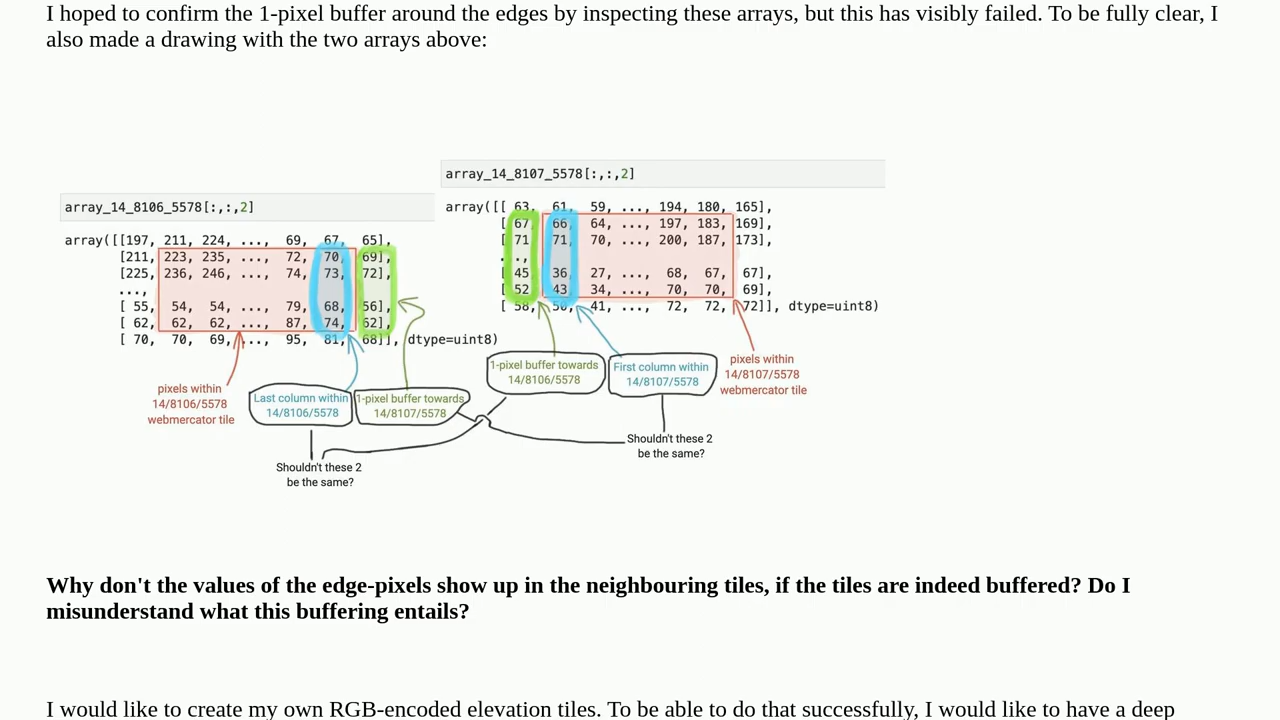 I hoped to confirm the 1-pixel buffer around the edges by inspecting these arrays, but this has visibly failed. To be fully clear, I
also made a drawing with the two arrays above:
array_14_8106_5578[:,:,2]
array([[197, 211, 224, ..., 69, 67, 65],
[211, 223, 235, ..., 72, 70, 69],
[225, 236, 246, ..., 74, 73, 72],
...,
[ 55, 54, 54, ..., 79, 68, 56],
[ 62, 62, 62, ..., 87, 74, 62],
[ 70, 70, 69, ..., 95, 81, 68]], dtype=uint8)
array_14_8107_5578[:,:,2]
array([[ 63, 61, 59, ..., 194, 180, 165],
[ 67, 66, 64, ..., 197, 183, 169],
[ 71, 71, 70, ..., 200, 187, 173],
...,
[ 45, 36, 27, ..., 68, 67, 67],
[ 52, 43, 34, ..., 70, 70, 69],
[ 58, 50, 41, ..., 72, 72, 72]], dtype=uint8)
pixels within
14/8106/5578
webmercator tile
Last column within
14/8106/5578
1-pixel buffer towards
14/8107/5578
1-pixel buffer towards
14/8106/5578
First column within
14/8107/5578
pixels within
14/8107/5578
webmercator tile
Shouldn't these 2
be the same?
Shouldn't these 2
be the same?
Why don't the values of the edge-pixels show up in the neighbouring tiles, if the tiles are indeed buffered? Do I
misunderstand what this buffering entails?
I would like to create my own RGB-encoded elevation tiles. To be able to do that successfully, I would like to have a deep